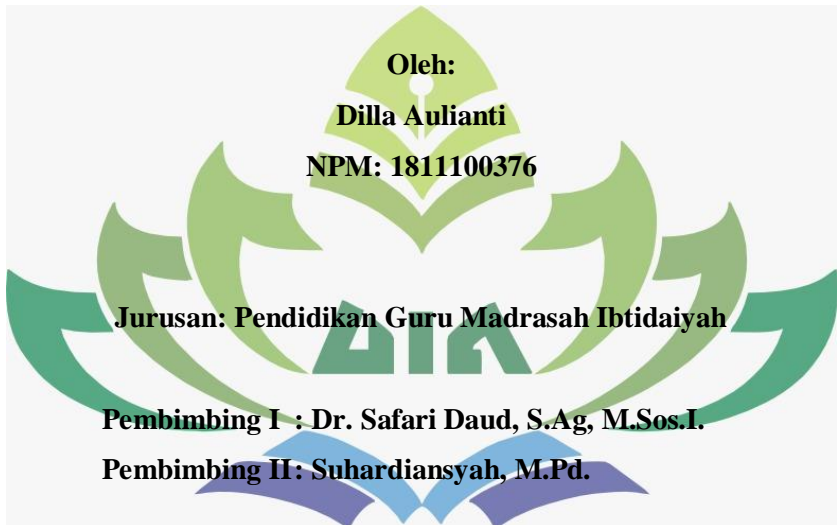 Oleh:
Dilla Aulianti
NPM: 1811100376
Jurusan: Pendidikan Guru Madrasah Ibtidaiyah
Pembimbing I : Dr. Safari Daud, S.Ag, M.Sos.I.
Pembimbing II: Suhardiansyah, M.Pd.